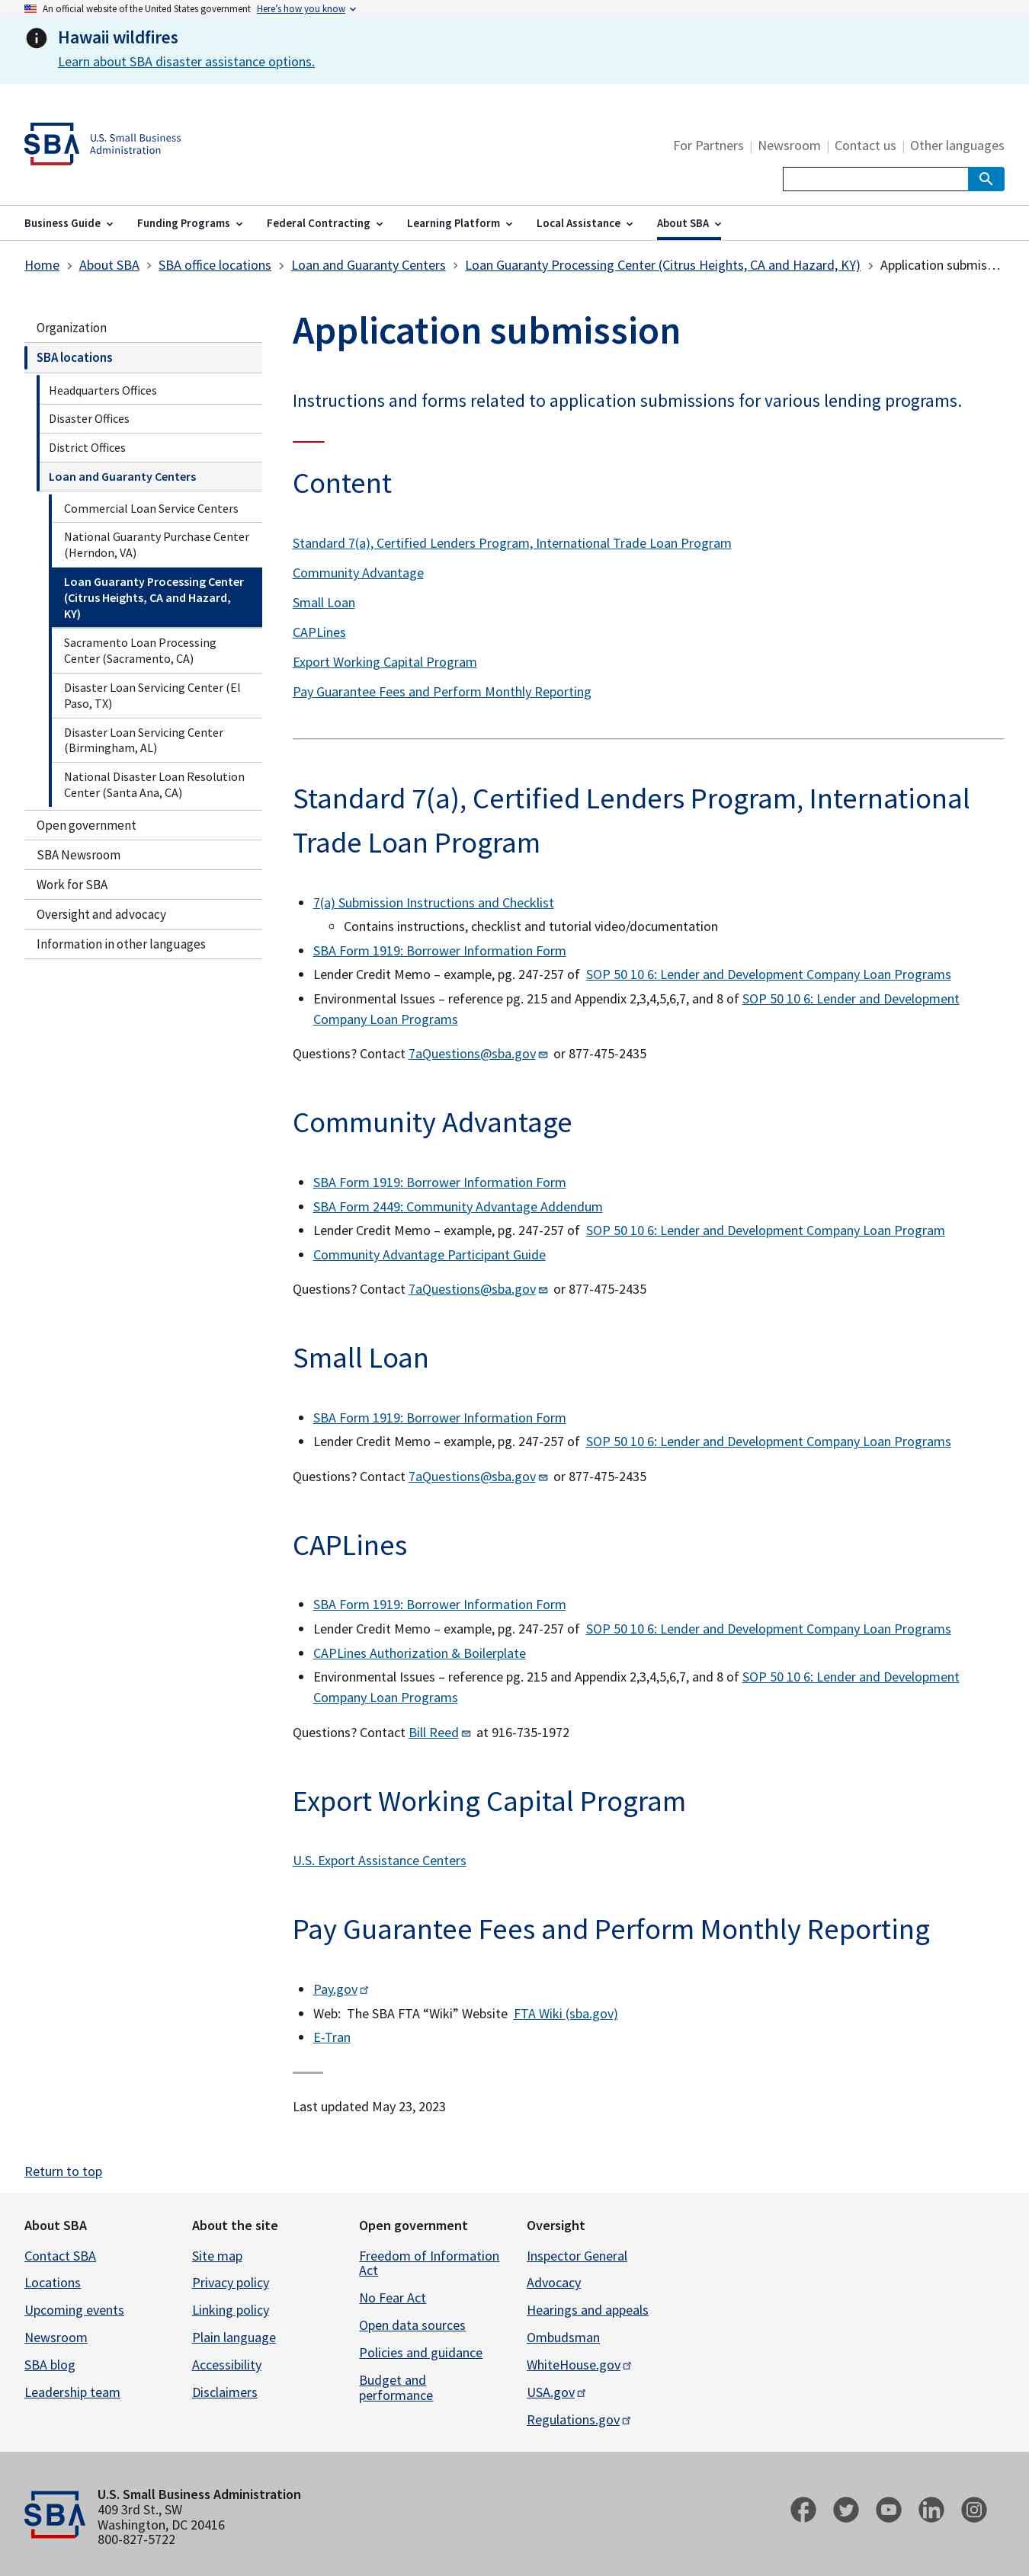 An official website of the United States government Here's how you know
Hawaii wildfires
Learn about SBA disaster assistance options.
SBA U.S. Small Business
Administration
For Partners | Newsroom | Contact us | Other languages
Business Guide Funding Programs Federal Contracting Learning Platform Local Assistance About SBA
Home > About SBA > SBA office locations > Loan and Guaranty Centers > Loan Guaranty Processing Center (Citrus Heights, CA and Hazard, KY) > Application submis…
Organization
SBA locations
Headquarters Offices
Disaster Offices
District Offices
Loan and Guaranty Centers
Commercial Loan Service Centers
National Guaranty Purchase Center
(Herndon, VA)
Loan Guaranty Processing Center
(Citrus Heights, CA and Hazard,
KY)
Sacramento Loan Processing
Center (Sacramento, CA)
Disaster Loan Servicing Center (El
Paso, TX)
Disaster Loan Servicing Center
(Birmingham, AL)
National Disaster Loan Resolution
Center (Santa Ana, CA)
Open government
SBA Newsroom
Work for SBA
Oversight and advocacy
Information in other languages
Application submission
Instructions and forms related to application submissions for various lending programs.
Content
Standard 7(a), Certified Lenders Program, International Trade Loan Program
Community Advantage
Small Loan
CAPLines
Export Working Capital Program
Pay Guarantee Fees and Perform Monthly Reporting
Standard 7(a), Certified Lenders Program, International
Trade Loan Program
7(a) Submission Instructions and Checklist
Contains instructions, checklist and tutorial video/documentation
SBA Form 1919: Borrower Information Form
Lender Credit Memo – example, pg. 247-257 of SOP 50 10 6: Lender and Development Company Loan Programs
Environmental Issues – reference pg. 215 and Appendix 2,3,4,5,6,7, and 8 of SOP 50 10 6: Lender and Development
Company Loan Programs
Questions? Contact 7aQuestions@sba.gov or 877-475-2435
Community Advantage
SBA Form 1919: Borrower Information Form
SBA Form 2449: Community Advantage Addendum
Lender Credit Memo – example, pg. 247-257 of SOP 50 10 6: Lender and Development Company Loan Program
Community Advantage Participant Guide
Questions? Contact 7aQuestions@sba.gov or 877-475-2435
Small Loan
SBA Form 1919: Borrower Information Form
Lender Credit Memo – example, pg. 247-257 of SOP 50 10 6: Lender and Development Company Loan Programs
Questions? Contact 7aQuestions@sba.gov or 877-475-2435
CAPLines
SBA Form 1919: Borrower Information Form
Lender Credit Memo – example, pg. 247-257 of SOP 50 10 6: Lender and Development Company Loan Programs
CAPLines Authorization & Boilerplate
Environmental Issues – reference pg. 215 and Appendix 2,3,4,5,6,7, and 8 of SOP 50 10 6: Lender and Development
Company Loan Programs
Questions? Contact Bill Reed at 916-735-1972
Export Working Capital Program
U.S. Export Assistance Centers
Pay Guarantee Fees and Perform Monthly Reporting
Pay.gov
Web: The SBA FTA “Wiki” Website FTA Wiki (sba.gov)
E-Tran
Last updated May 23, 2023
Return to top
About SBA
Contact SBA
Locations
Upcoming events
Newsroom
SBA blog
Leadership team
About the site
Site map
Privacy policy
Linking policy
Plain language
Accessibility
Disclaimers
Open government
Freedom of Information
Act
No Fear Act
Open data sources
Policies and guidance
Budget and
performance
Oversight
Inspector General
Advocacy
Hearings and appeals
Ombudsman
WhiteHouse.gov
USA.gov
Regulations.gov
SBA
U.S. Small Business Administration
409 3rd St., SW
Washington, DC 20416
800-827-5722